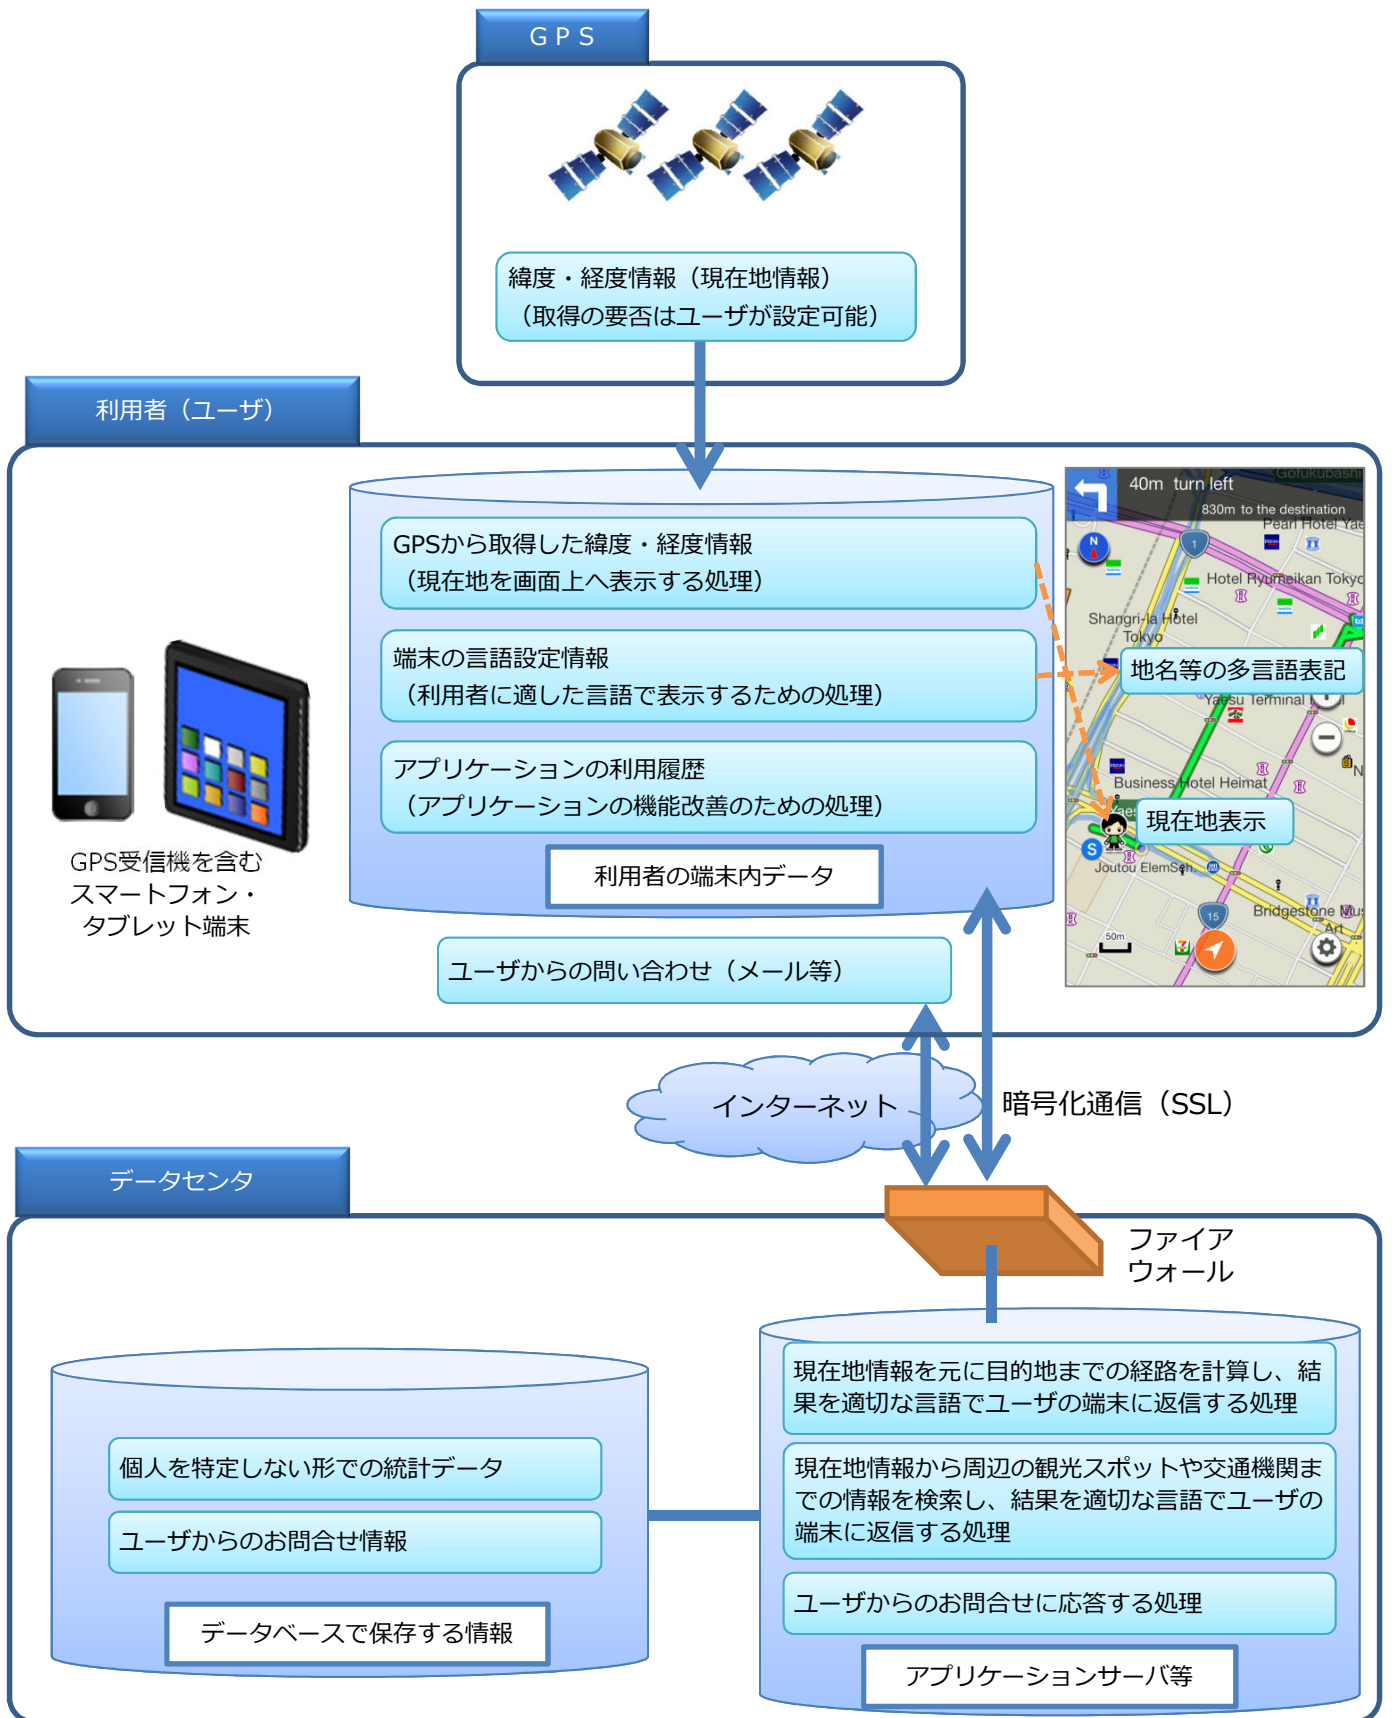 GPS
緯度・経度情報（現在地情報）
（取得の要否はユーザが設定可能）
利用者（ユーザ）
GPSから取得した緯度・経度情報
（現在地を画面上へ表示する処理）
端末の言語設定情報
（利用者に適した言語で表示するための処理）
アプリケーションの利用履歴
（アプリケーションの機能改善のための処理）
利用者の端末内データ
GPS受信機を含む
スマートフォン・
タブレット端末
ユーザからの問い合わせ（メール等）
Gofukubashi
40m turn left
830m to the destination
Pearl Hotel Yae
N
1
Hotel Ryumeikan Tokyo
Shangri-la Hotel
Tokyo
地名等の多言語表記
Yaesu Terminal
Business Hotel Heimat
現在地表示
S
Joutou ElemSch.
15
Bridgestone Mus
Art
50m
インターネット
暗号化通信（SSL）
データセンタ
ファイア
ウォール
現在地情報を元に目的地までの経路を計算し、結
果を適切な言語でユーザの端末に返信する処理
現在地情報から周辺の観光スポットや交通機関ま
での情報を検索し、結果を適切な言語でユーザの
端末に返信する処理
ユーザからのお問合せに応答する処理
アプリケーションサーバ等
個人を特定しない形での統計データ
ユーザからのお問合せ情報
データベースで保存する情報